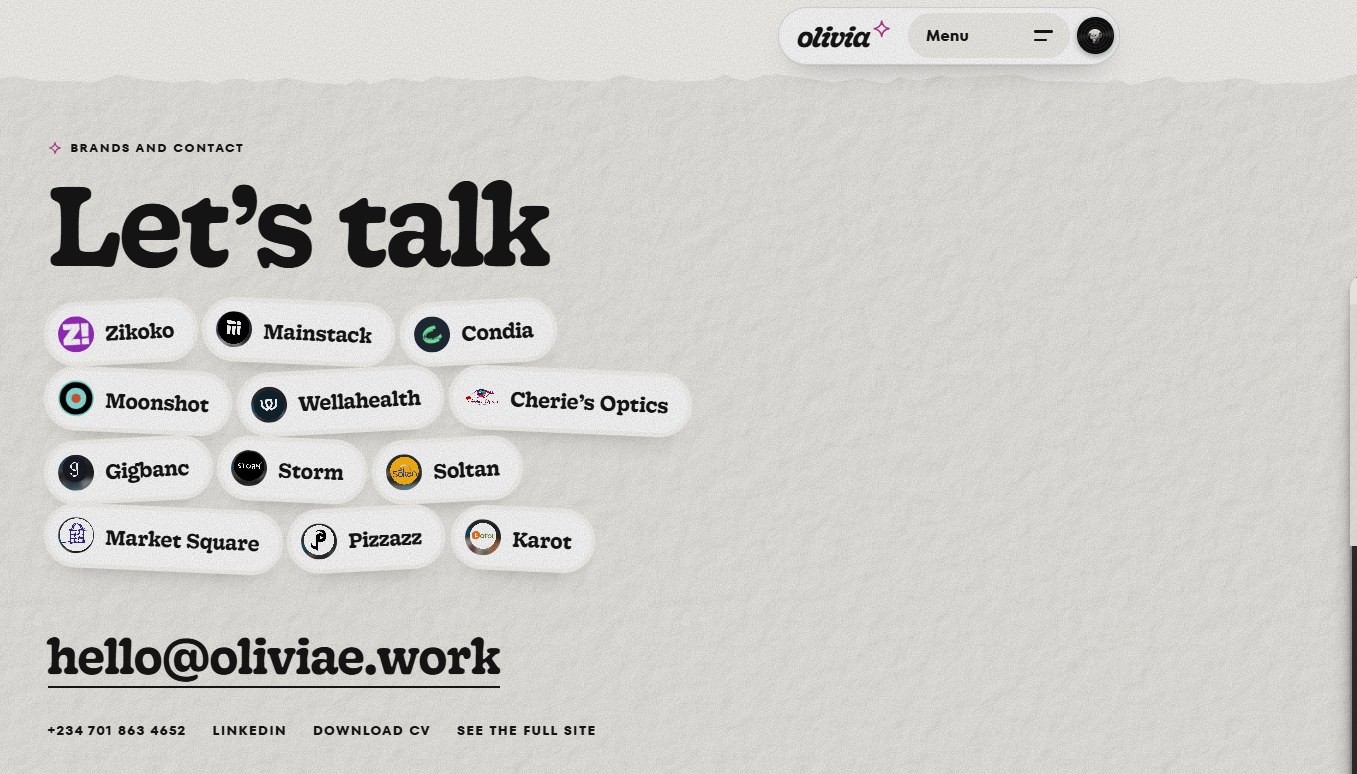 olivia Menu
BRANDS AND CONTACT
Let’s talk
Zikoko Mainstack Condia
Moonshot Wellahealth Cherie’s Optics
Gigbanc Storm Soltan
Market Square Pizzazz Karot
hello@oliviae.work
+234 701 863 4652 LINKEDIN DOWNLOAD CV SEE THE FULL SITE